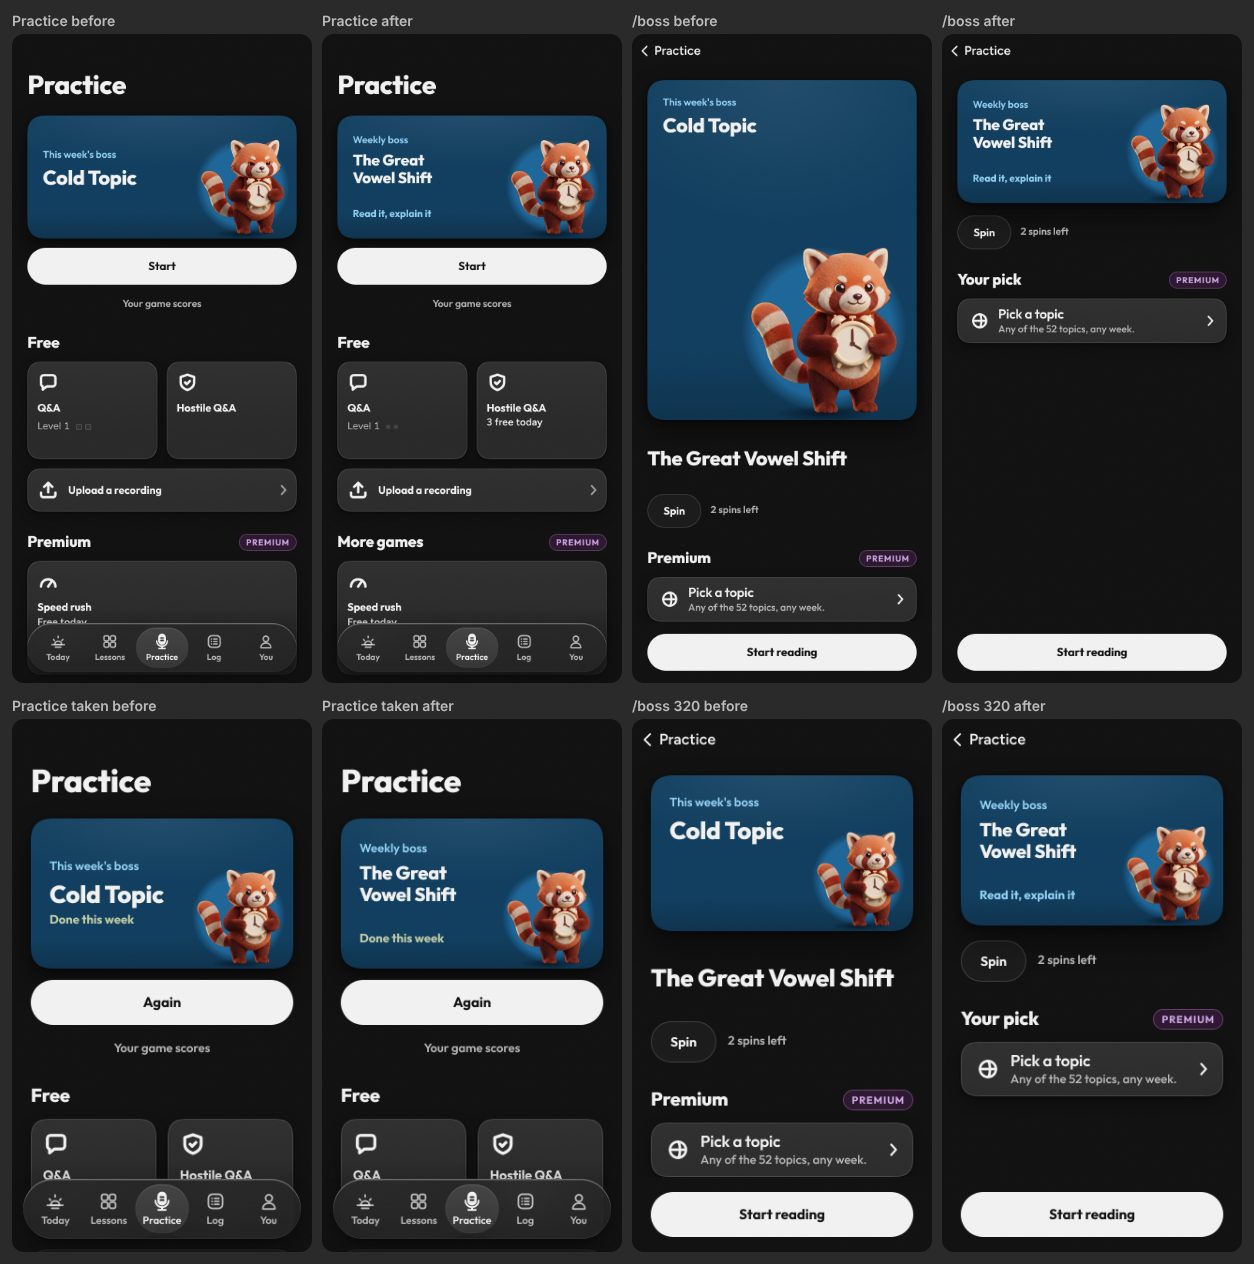 Practice before
Practice
This week's boss
Cold Topic
Start
Your game scores
Free
Q&A
Level 1
Hostile Q&A
Upload a recording
Premium
PREMIUM
Speed rush
Free today
Today
Lessons
Practice
Log
You
Practice after
Practice
Weekly boss
The Great
Vowel Shift
Read it, explain it
Start
Your game scores
Free
Q&A
Level 1
Hostile Q&A
3 free today
Upload a recording
More games
PREMIUM
Speed rush
Free today
Today
Lessons
Practice
Log
You
/boss before
Practice
This week's boss
Cold Topic
The Great Vowel Shift
Spin
2 spins left
Premium
PREMIUM
Pick a topic
Any of the 52 topics, any week.
Start reading
/boss after
Practice
Weekly boss
The Great
Vowel Shift
Read it, explain it
Spin
2 spins left
Your pick
PREMIUM
Pick a topic
Any of the 52 topics, any week.
Start reading
Practice taken before
Practice
This week's boss
Cold Topic
Done this week
Again
Your game scores
Free
Q&A
Hostile Q&A
Today
Lessons
Practice
Log
You
Practice taken after
Practice
Weekly boss
The Great
Vowel Shift
Done this week
Again
Your game scores
Free
Q&A
Hostile Q&A
Today
Lessons
Practice
Log
You
/boss 320 before
Practice
This week's boss
Cold Topic
The Great Vowel Shift
Spin
2 spins left
Premium
PREMIUM
Pick a topic
Any of the 52 topics, any week.
Start reading
/boss 320 after
Practice
Weekly boss
The Great
Vowel Shift
Read it, explain it
Spin
2 spins left
Your pick
PREMIUM
Pick a topic
Any of the 52 topics, any week.
Start reading